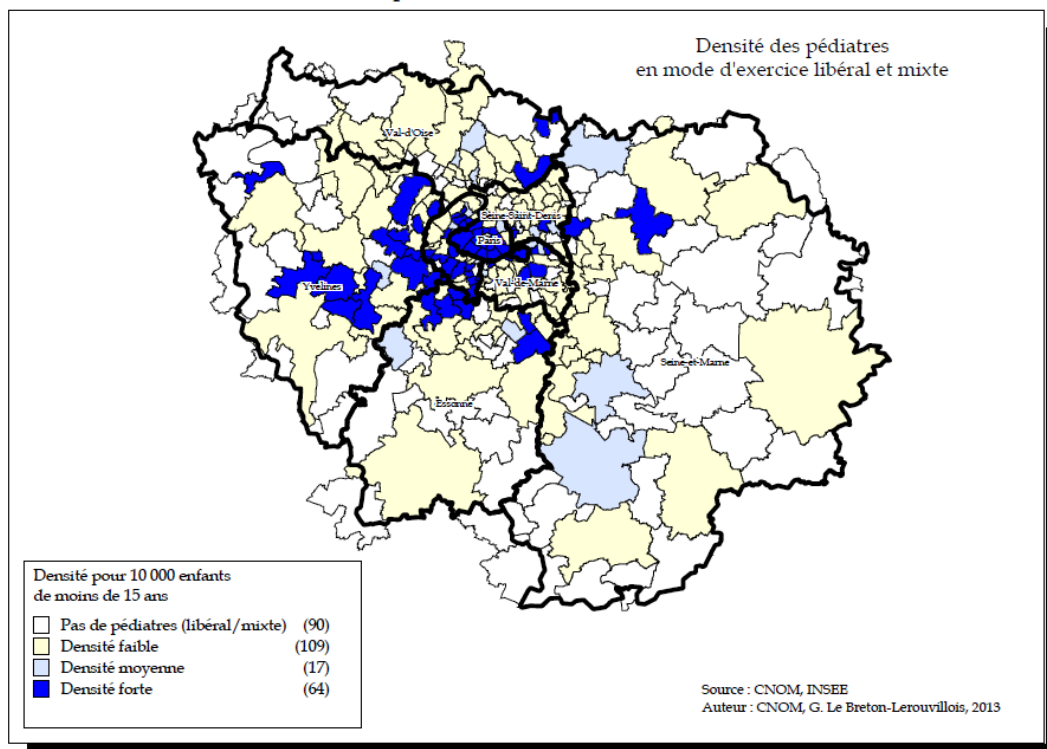 Densité des pédiatres
en mode d'exercice libéral et mixte
Val-d'Oise
Seine-Saint-Denis
Paris
Yvelines
Val-de-Marne
Seine-et-Marne
Essonne
Densité pour 10 000 enfants
de moins de 15 ans
Pas de pédiatres (libéral/mixte) (90)
Densité faible (109)
Densité moyenne (17)
Densité forte (64)
Source : CNOM, INSEE
Auteur : CNOM, G. Le Breton-Lerouvillois, 2013